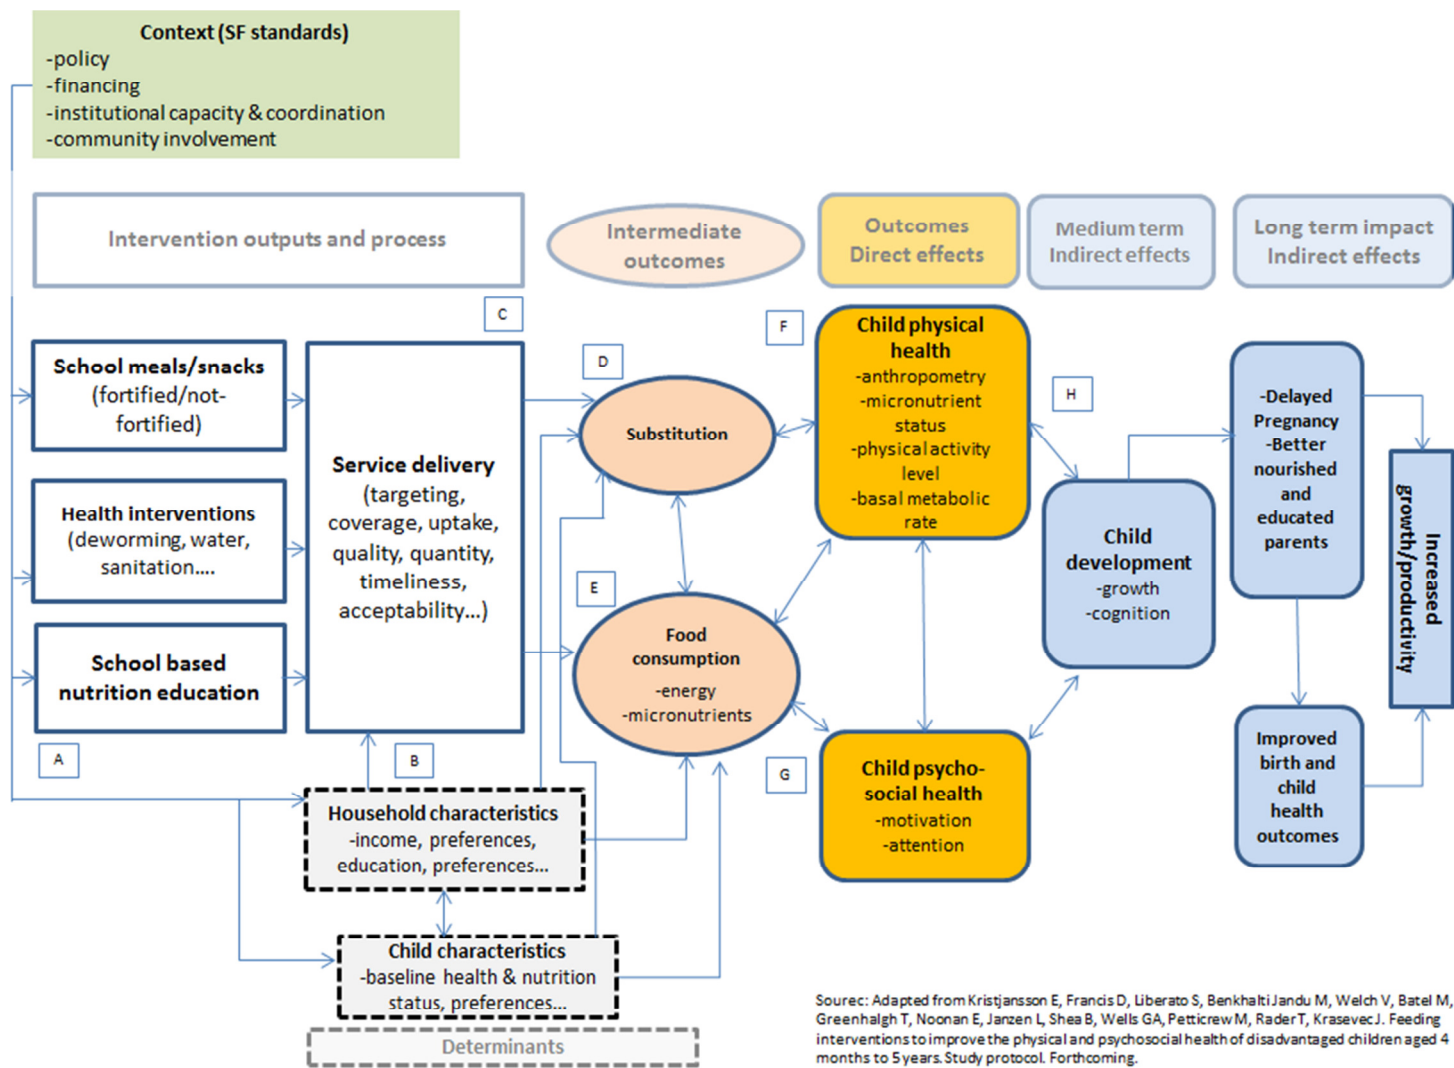 Context (SF standards)
-policy
-financing
-institutional capacity & coordination
-community involvement
Intervention outputs and process
Intermediate
outcomes
Outcomes
Direct effects
Medium term
Indirect effects
Long term impact
Indirect effects
C
F
D
H
School meals/snacks
(fortified/not-
fortified)
Health interventions
(deworming, water,
sanitation....
School based
nutrition education
A
Service delivery
(targeting,
coverage, uptake,
quality, quantity,
timeliness,
acceptability...)
B
Substitution
E
Food
consumption
-energy
-micronutrients
G
Child physical
health
-anthropometry
-micronutrient
status
-physical activity
level
-basal metabolic
rate
Child psycho-
social health
-motivation
-attention
Child
development
-growth
-cognition
-Delayed
Pregnancy
-Better
nourished
and
educated
parents
Increased
growth/productivity
Improved
birth and
child
health
outcomes
Household characteristics
-income, preferences,
education, preferences...
Child characteristics
-baseline health & nutrition
status, preferences...
Determinants
Sourec: Adapted from Kristjansson E, Francis D, Liberato S, Benkhalti Jandu M, Welch V, Batel M,
Greenhalgh T, Noonan E, Janzen L, Shea B, Wells GA, Petticrew M, Rader T, Krasevec J. Feeding
interventions to improve the physical and psychosocial health of disadvantaged children aged 4
months to 5 years. Study protocol. Forthcoming.